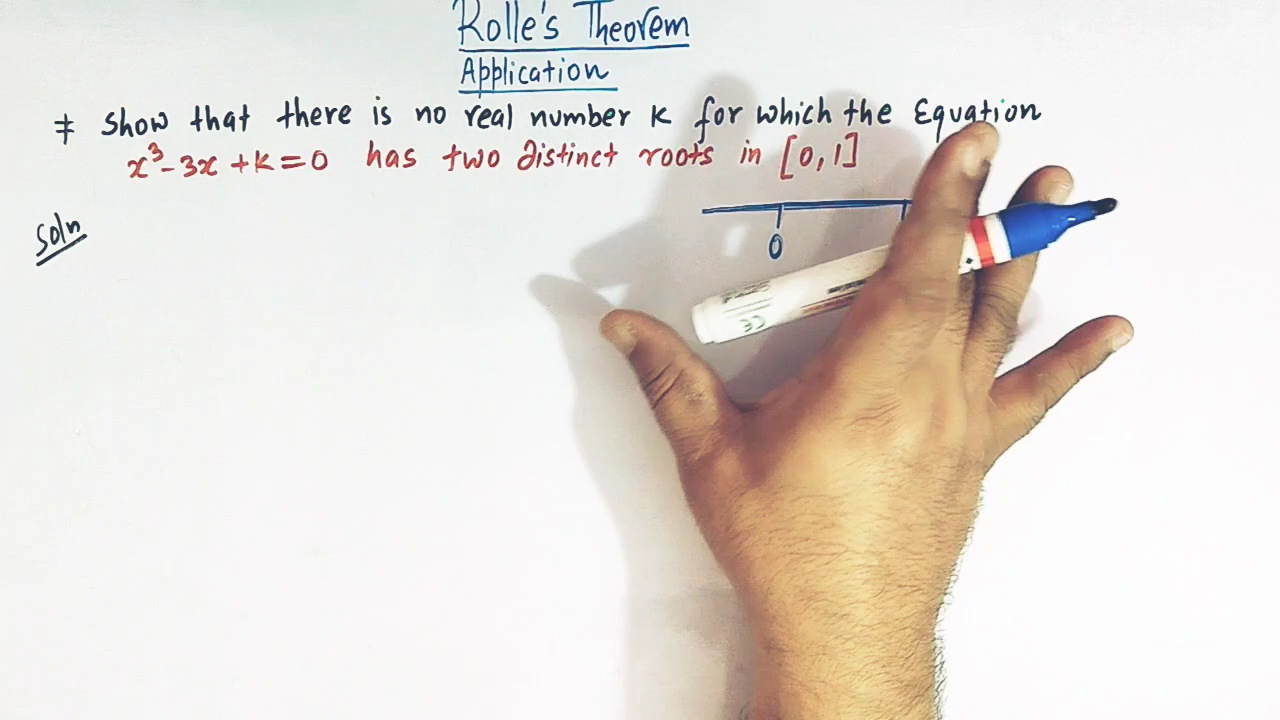 Rolle's Theorem
Application
‡ Show that there is no real number K for which the Equation
x³-3x+K=0 has two distinct roots in [0,1]
Soln
0
CE